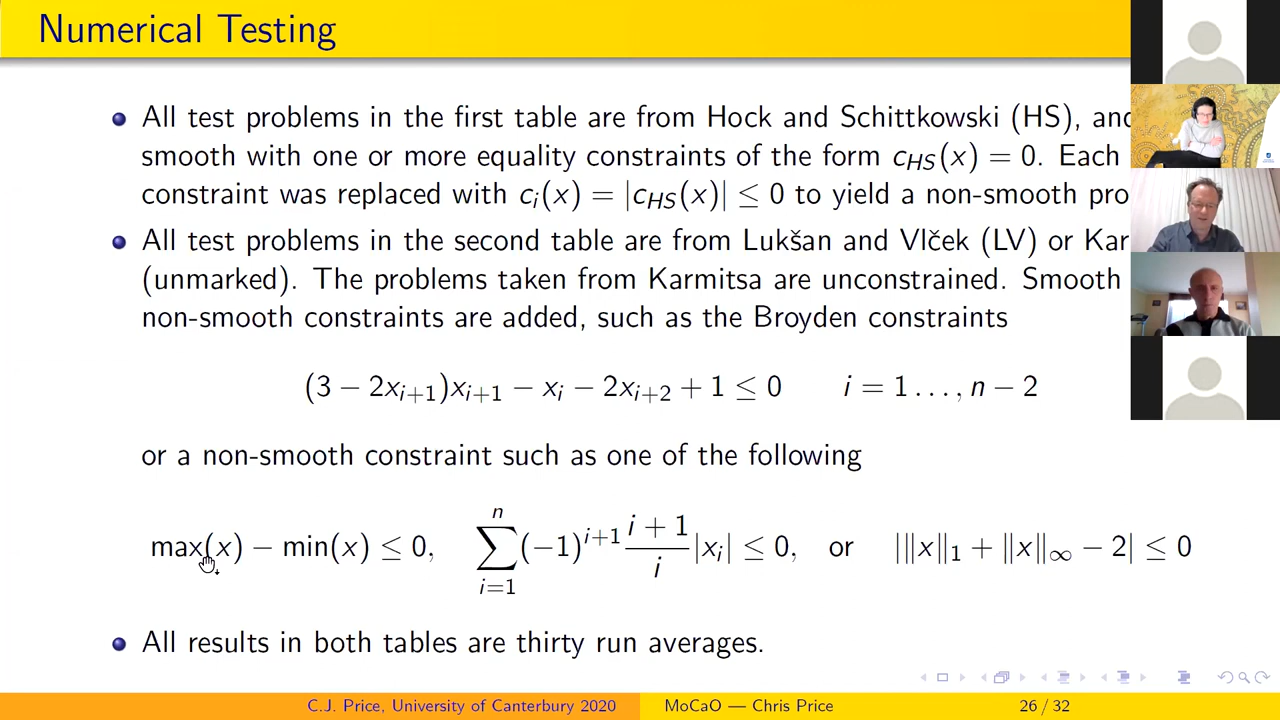 Numerical Testing
All test problems in the first table are from Hock and Schittkowski (HS), and
smooth with one or more equality constraints of the form c_{HS}(x) = 0. Each
constraint was replaced with c_i(x) = |c_{HS}(x)| ≤ 0 to yield a non-smooth pro
All test problems in the second table are from Lukšan and Vlček (LV) or Kar
(unmarked). The problems taken from Karmitsa are unconstrained. Smooth
non-smooth constraints are added, such as the Broyden constraints
(3 − 2x_{i+1})x_{i+1} − x_i − 2x_{i+2} + 1 ≤ 0 i = 1 . . . , n − 2
or a non-smooth constraint such as one of the following
max(x) − min(x) ≤ 0, \sum_{i=1}^{n} (−1)^{i+1} \frac{i + 1}{i} |x_i| ≤ 0, or |‖x‖_1 + ‖x‖_∞ − 2| ≤ 0
All results in both tables are thirty run averages.
C.J. Price, University of Canterbury 2020 MoCaO — Chris Price 26 / 32